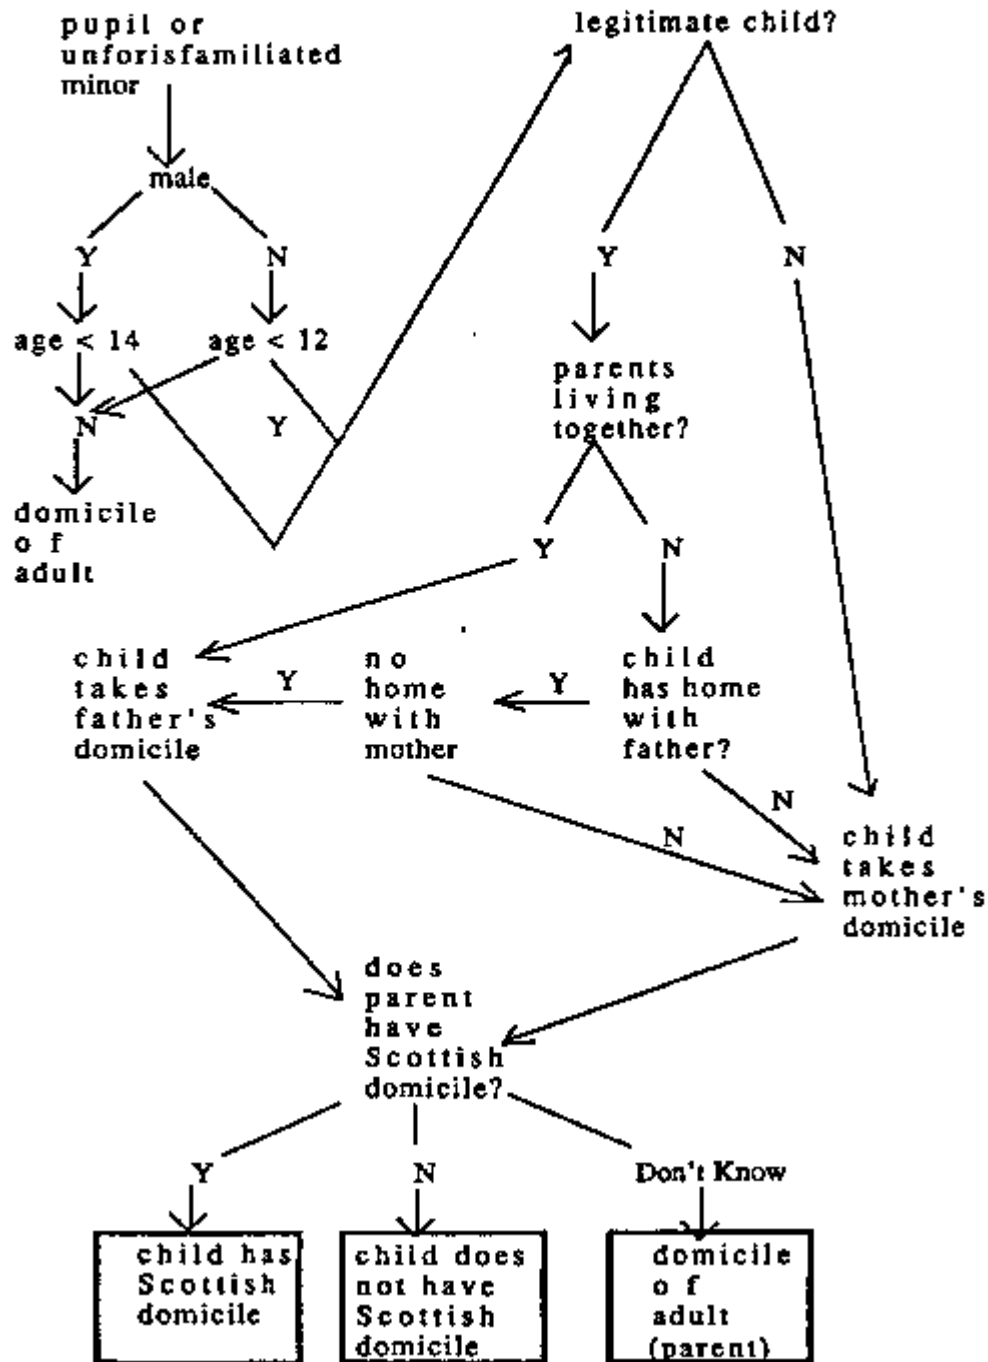 pupil or
unforisfamiliated
minor
legitimate child?
male
Y
N
Y
N
age < 14
age < 12
parents
living
together?
N
Y
domicile
of
adult
Y
N
child
takes
father's
domicile
Y
no
home
with
mother
Y
child
has home
with
father?
N
N
child
takes
mother's
domicile
does
parent
have
Scottish
domicile?
Y
N
Don't Know
child has
Scottish
domicile
child does
not have
Scottish
domicile
domicile
of
adult
(parent)